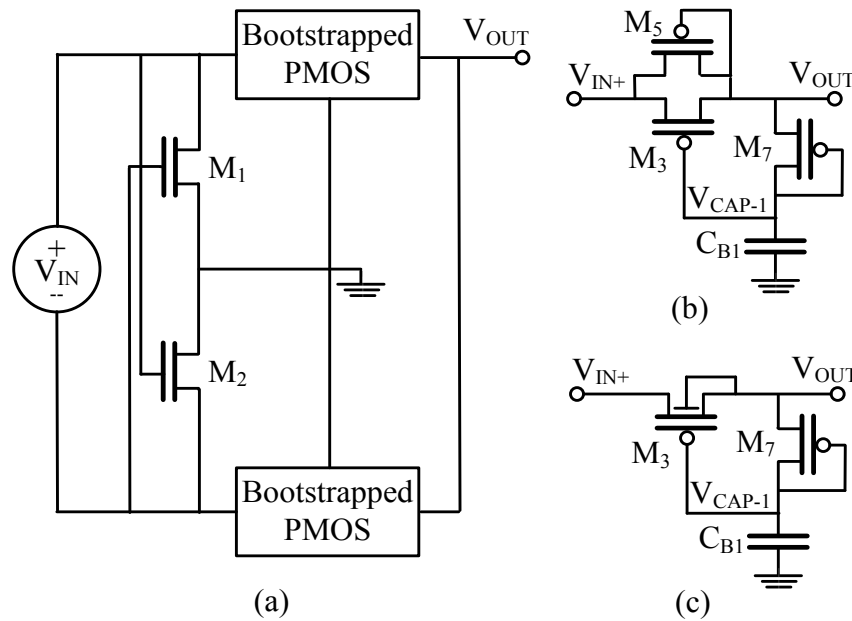 Bootstrapped
PMOS
V_OUT
M_1
+
V_IN
--
M_2
Bootstrapped
PMOS
(a)
M_5
V_IN+
V_OUT
M_3
M_7
V_CAP-1
C_B1
(b)
V_IN+
V_OUT
M_3
M_7
V_CAP-1
C_B1
(c)